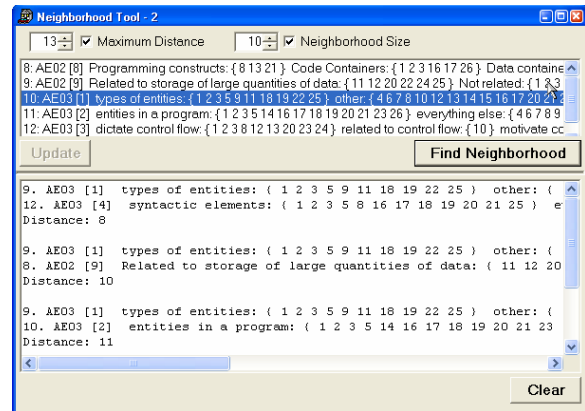 Neighborhood Tool - 2
13 Maximum Distance 10 Neighborhood Size
8: AE02 [8] Programming constructs: { 8 13 21 } Code Containers: { 1 2 3 16 17 26 } Data containe
9: AE02 [9] Related to storage of large quantities of data: { 11 12 20 22 24 25 } Not related: { 1 2 3
10: AE03 [1] types of entities: { 1 2 3 5 9 11 18 19 22 25 } other: { 4 6 7 8 10 12 13 14 15 16 17 20 21 2
11: AE03 [2] entities in a program: { 1 2 3 5 14 16 17 18 19 20 21 23 26 } everything else: { 4 6 7 8 9
12: AE03 [3] dictate control flow: { 1 2 3 8 12 13 20 23 24 } related to control flow: { 10 } motivate co
Update Find Neighborhood
9. AE03 [1] types of entities: ( 1 2 3 5 9 11 18 19 22 25 ) other: (
12. AE03 [4] syntactic elements: ( 1 2 3 5 8 16 17 18 19 20 21 25 ) e
Distance: 8
9. AE03 [1] types of entities: ( 1 2 3 5 9 11 18 19 22 25 ) other: (
8. AE02 [9] Related to storage of large quantities of data: ( 11 12 20
Distance: 10
9. AE03 [1] types of entities: ( 1 2 3 5 9 11 18 19 22 25 ) other: (
10. AE03 [2] entities in a program: ( 1 2 3 5 14 16 17 18 19 20 21 23
Distance: 11
Clear